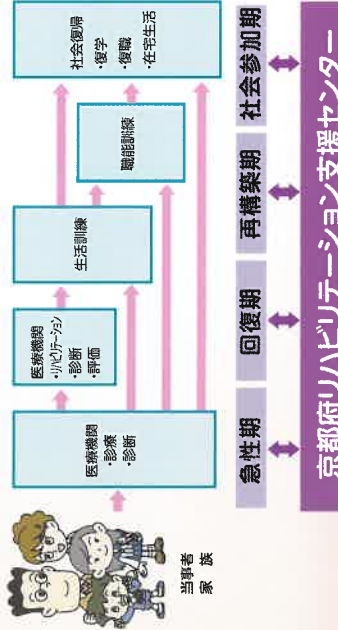 当事者
家　族
医療機関
・診療
・診断
医療機関
・リハビリテーション
・診断
・評価
生活訓練
職能訓練
社会復帰
・復学
・復職
・在宅生活
急性期
回復期
再構築期
社会参加期
京都府リハビリテーション支援センター